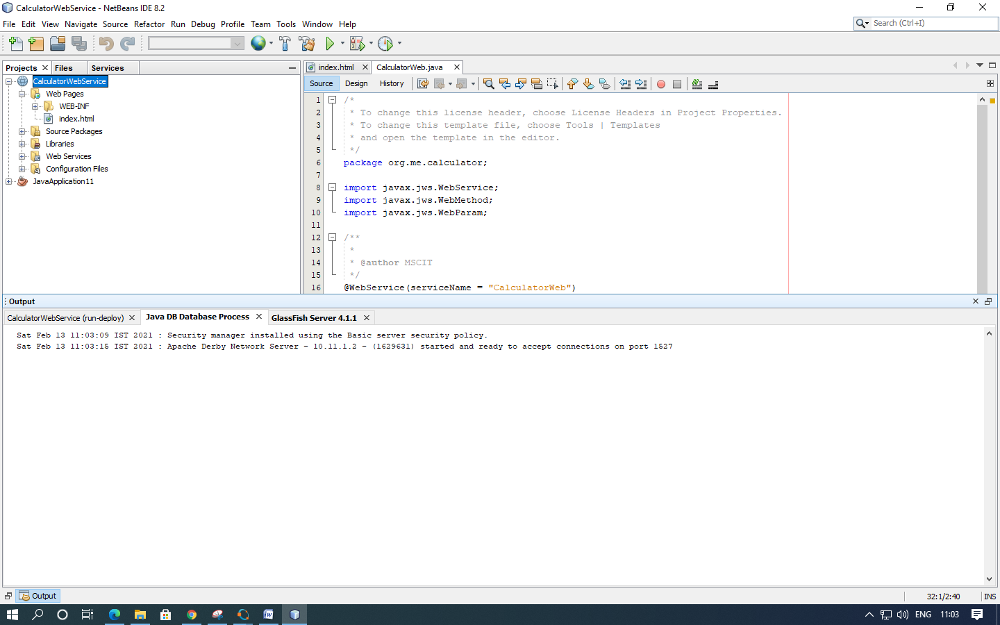 CalculatorWebService - NetBeans IDE 8.2
File Edit View Navigate Source Refactor Run Debug Profile Team Tools Window Help
Search (Ctrl+I)
Projects Files Services
CalculatorWebService
Web Pages
WEB-INF
index.html
Source Packages
Libraries
Web Services
Configuration Files
JavaApplication11
index.html CalculatorWeb.java
Source Design History
1 /*
2 * To change this license header, choose License Headers in Project Properties.
3 * To change this template file, choose Tools | Templates
4 * and open the template in the editor.
5 */
6 package org.me.calculator;
7
8 import javax.jws.WebService;
9 import javax.jws.WebMethod;
10 import javax.jws.WebParam;
11
12 /**
13 *
14 * @author MSCIT
15 */
16 @WebService(serviceName = "CalculatorWeb")
Output
CalculatorWebService (run-deploy) Java DB Database Process GlassFish Server 4.1.1
Sat Feb 13 11:03:09 IST 2021 : Security manager installed using the Basic server security policy.
Sat Feb 13 11:03:15 IST 2021 : Apache Derby Network Server - 10.11.1.2 - (1629631) started and ready to accept connections on port 1527
Output
32:1/2:40 INS
ENG 11:03